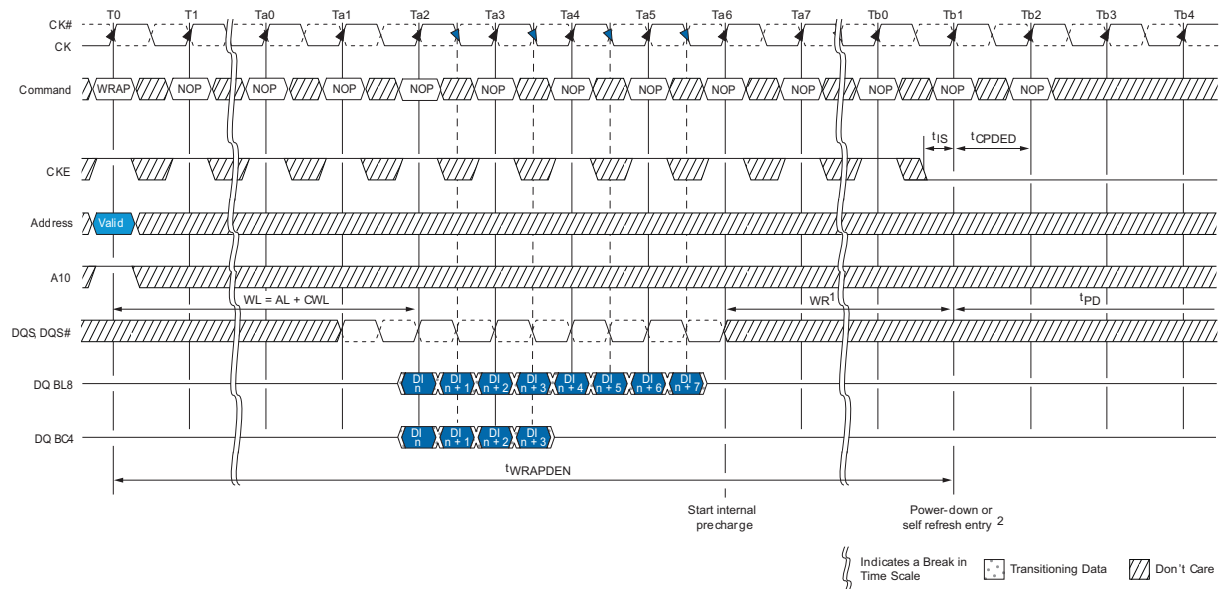 T0 T1 Ta0 Ta1 Ta2 Ta3 Ta4 Ta5 Ta6 Ta7 Tb0 Tb1 Tb2 Tb3 Tb4
CK#
CK
Command WRAP NOP NOP NOP NOP NOP NOP NOP NOP NOP NOP NOP NOP
tIS tCPDED
CKE
Address Valid
A10
WL = AL + CWL WR1 tPD
DQS, DQS#
DQ BL8 DI n DI n + 1 DI n + 2 DI n + 3 DI n + 4 DI n + 5 DI n + 6 DI n + 7
DQ BC4 DI n DI n + 1 DI n + 2 DI n + 3
tWRAPDEN
Start internal
precharge
Power-down or
self refresh entry 2
Indicates a Break in
Time Scale
Transitioning Data
Don't Care